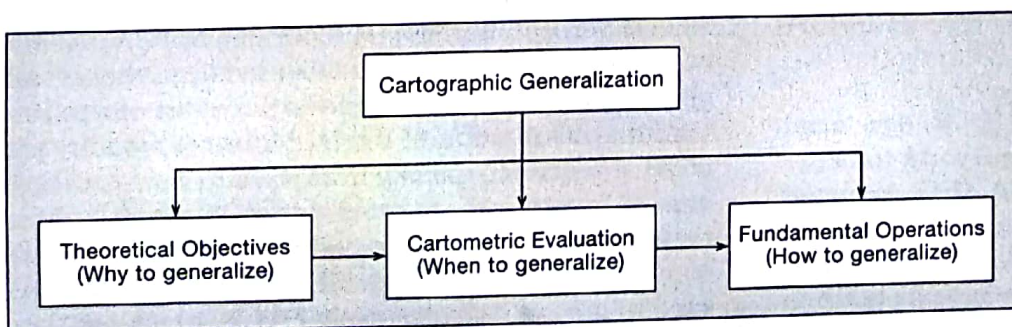 Cartographic Generalization
Theoretical Objectives
(Why to generalize)
Cartometric Evaluation
(When to generalize)
Fundamental Operations
(How to generalize)